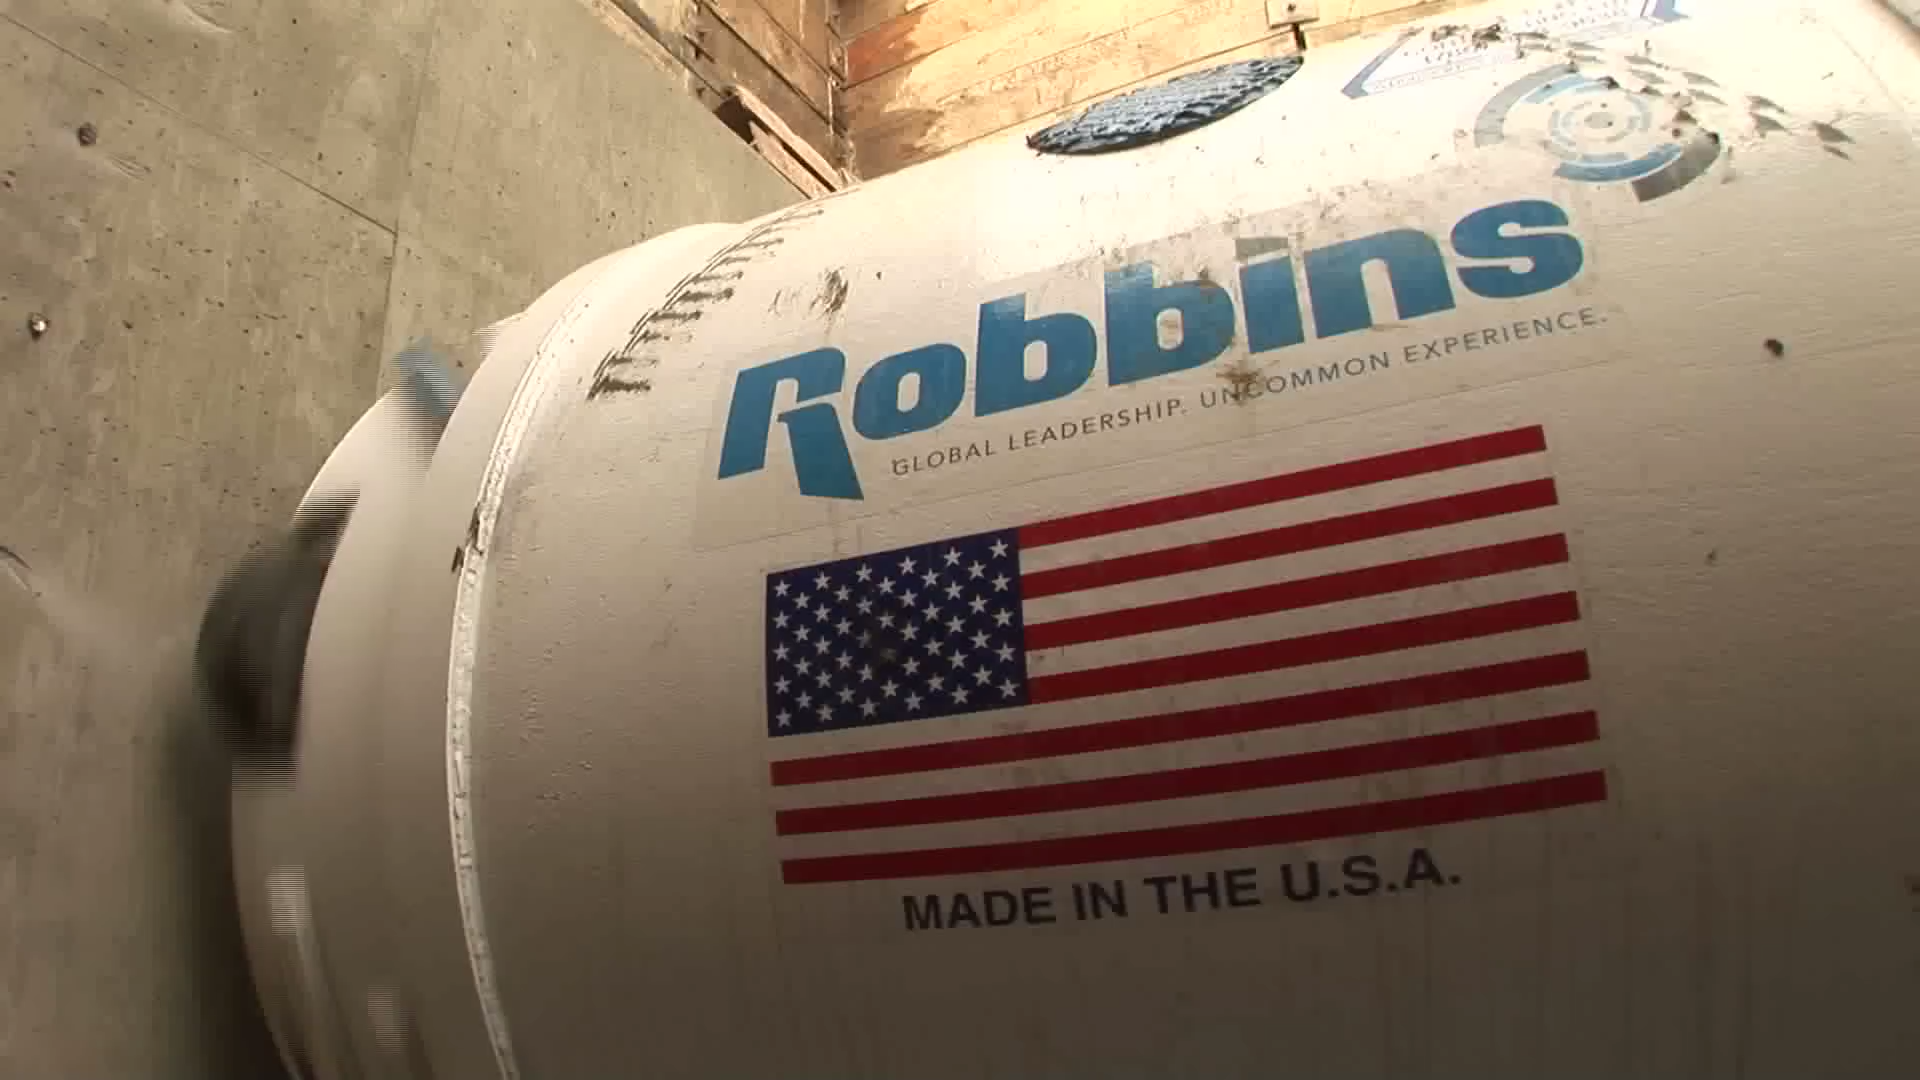 Robbins
GLOBAL LEADERSHIP. UNCOMMON EXPERIENCE.
MADE IN THE U.S.A.